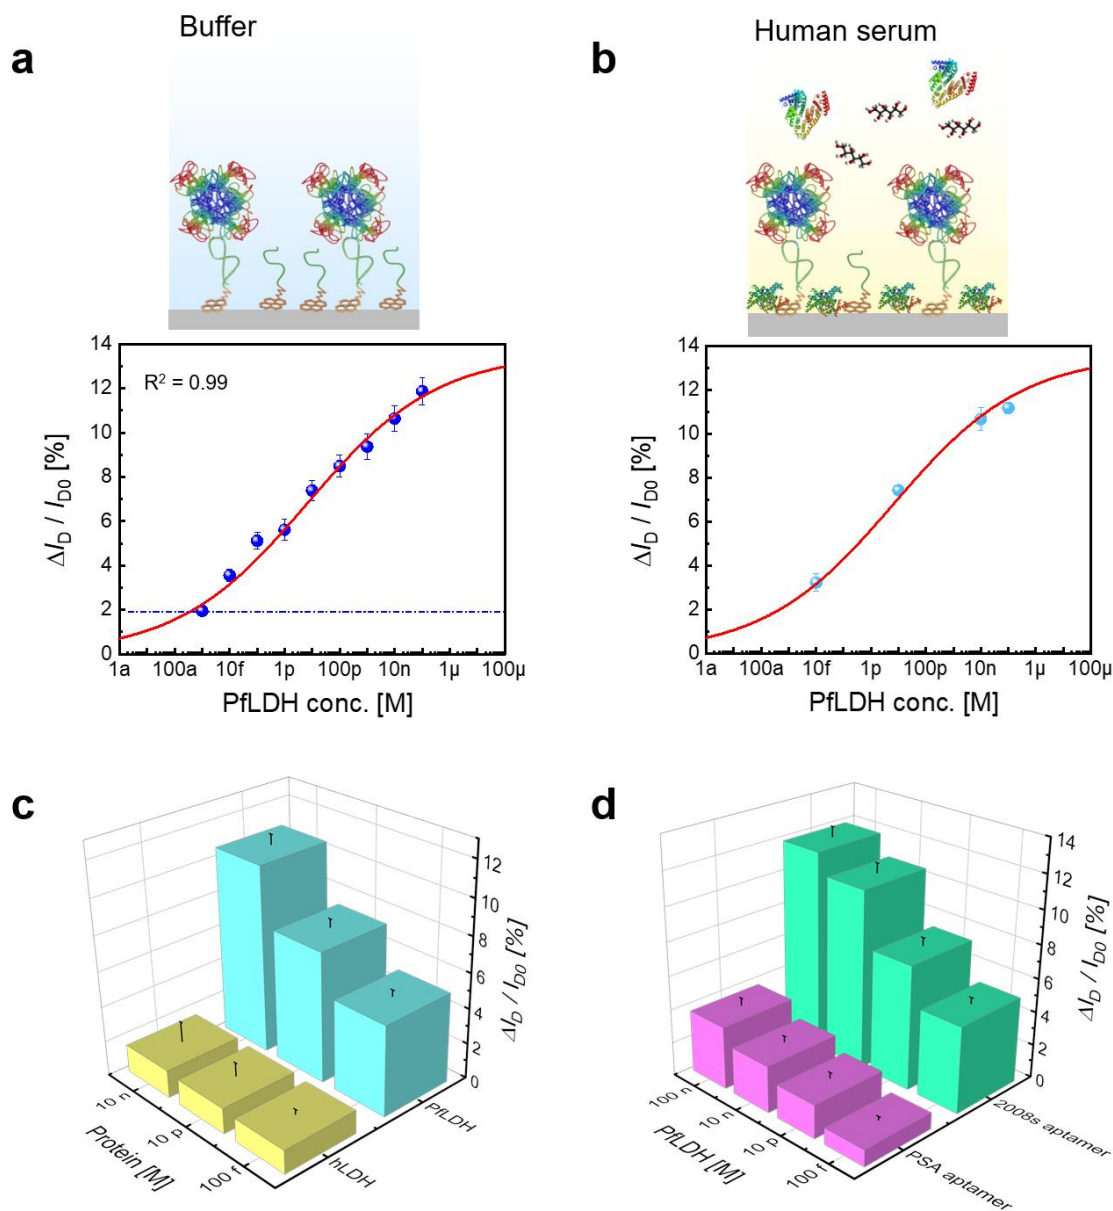 Buffer
a
14
12
10
8
6
4
2
0
R² = 0.99
ΔI_D / I_D0 [%]
1a 100a 10f 1p 100p 10n 1µ 100µ
PfLDH conc. [M]
Human serum
b
14
12
10
8
6
4
2
0
ΔI_D / I_D0 [%]
1a 100a 10f 1p 100p 10n 1µ 100µ
PfLDH conc. [M]
c
12
10
8
6
4
2
0
ΔI_D / I_D0 [%]
10 n
10 p
100 f
Protein [M]
PfLDH
hLDH
d
14
12
10
8
6
4
2
0
ΔI_D / I_D0 [%]
100 n
10 n
10 p
100 f
PfLDH [M]
2008s aptamer
PSA aptamer